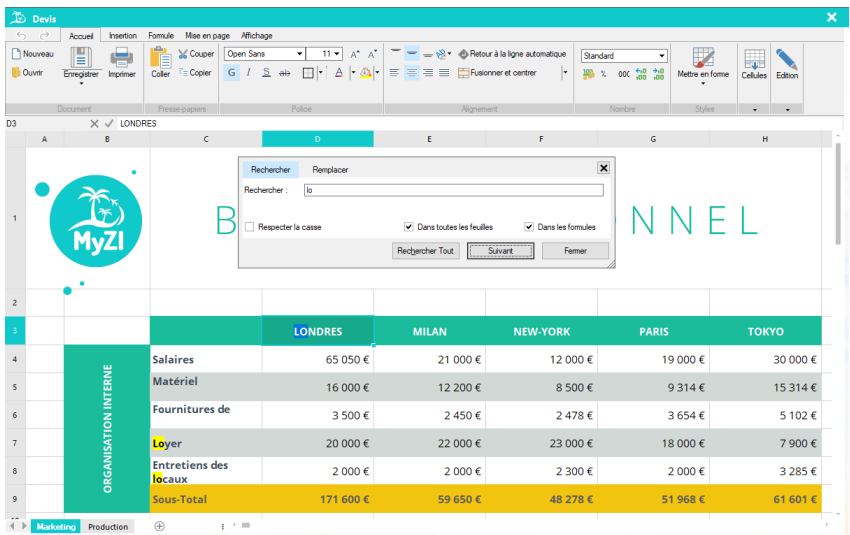 Devis
Accueil Insertion Formule Mise en page Affichage
Nouveau
Ouvrir
Enregistrer
Imprimer
Coller
Couper
Copier
Open Sans 11
G I S ab A
Retour à la ligne automatique
Fusionner et centrer
Standard
% 000
Mettre en forme
Cellules
Edition
Document Presse-papiers Police Alignement Nombre Styles
D3 LONDRES
A B C D E F G H
Rechercher Remplacer
Rechercher : lo
Respecter la casse Dans toutes les feuilles Dans les formules
Rechercher Tout Suivant Fermer
1 MyZI B NNEL
2
3 LONDRES MILAN NEW-YORK PARIS TOKYO
ORGANISATION INTERNE
4 Salaires 65 050 € 21 000 € 12 000 € 19 000 € 30 000 €
5 Matériel 16 000 € 12 200 € 8 500 € 9 314 € 15 314 €
6 Fournitures de 3 500 € 2 450 € 2 478 € 3 654 € 5 102 €
7 Loyer 20 000 € 22 000 € 23 000 € 18 000 € 7 900 €
8 Entretiens des
locaux 2 000 € 2 000 € 2 300 € 2 000 € 3 285 €
9 Sous-Total 171 600 € 59 650 € 48 278 € 51 968 € 61 601 €
Marketing Production